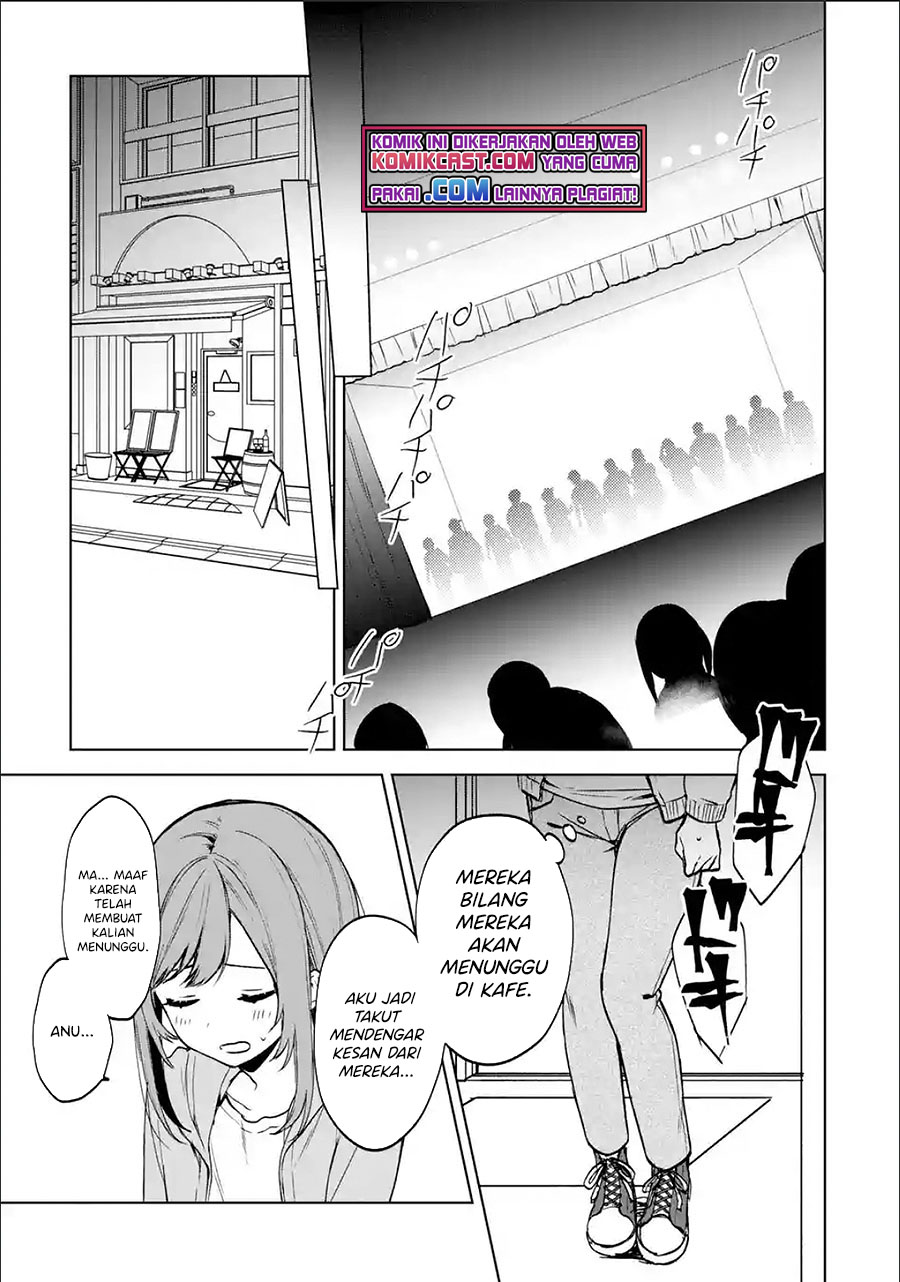 パチパチ
KOMIK INI DIKERJAKAN OLEH WEB
KOMIKCAST.COM YANG CUMA
PAKAI .COM LAINNYA PLAGIAT!
パチパチ
パチパチ
ドキ
ドキ
MEREKA
BILANG
MEREKA
AKAN
MENUNGGU
DI KAFE.
AKU JADI
TAKUT
MENDENGAR
KESAN DARI
MEREKA...
MA... MAAF
KARENA
TELAH
MEMBUAT
KALIAN
MENUNGGU.
ANU...